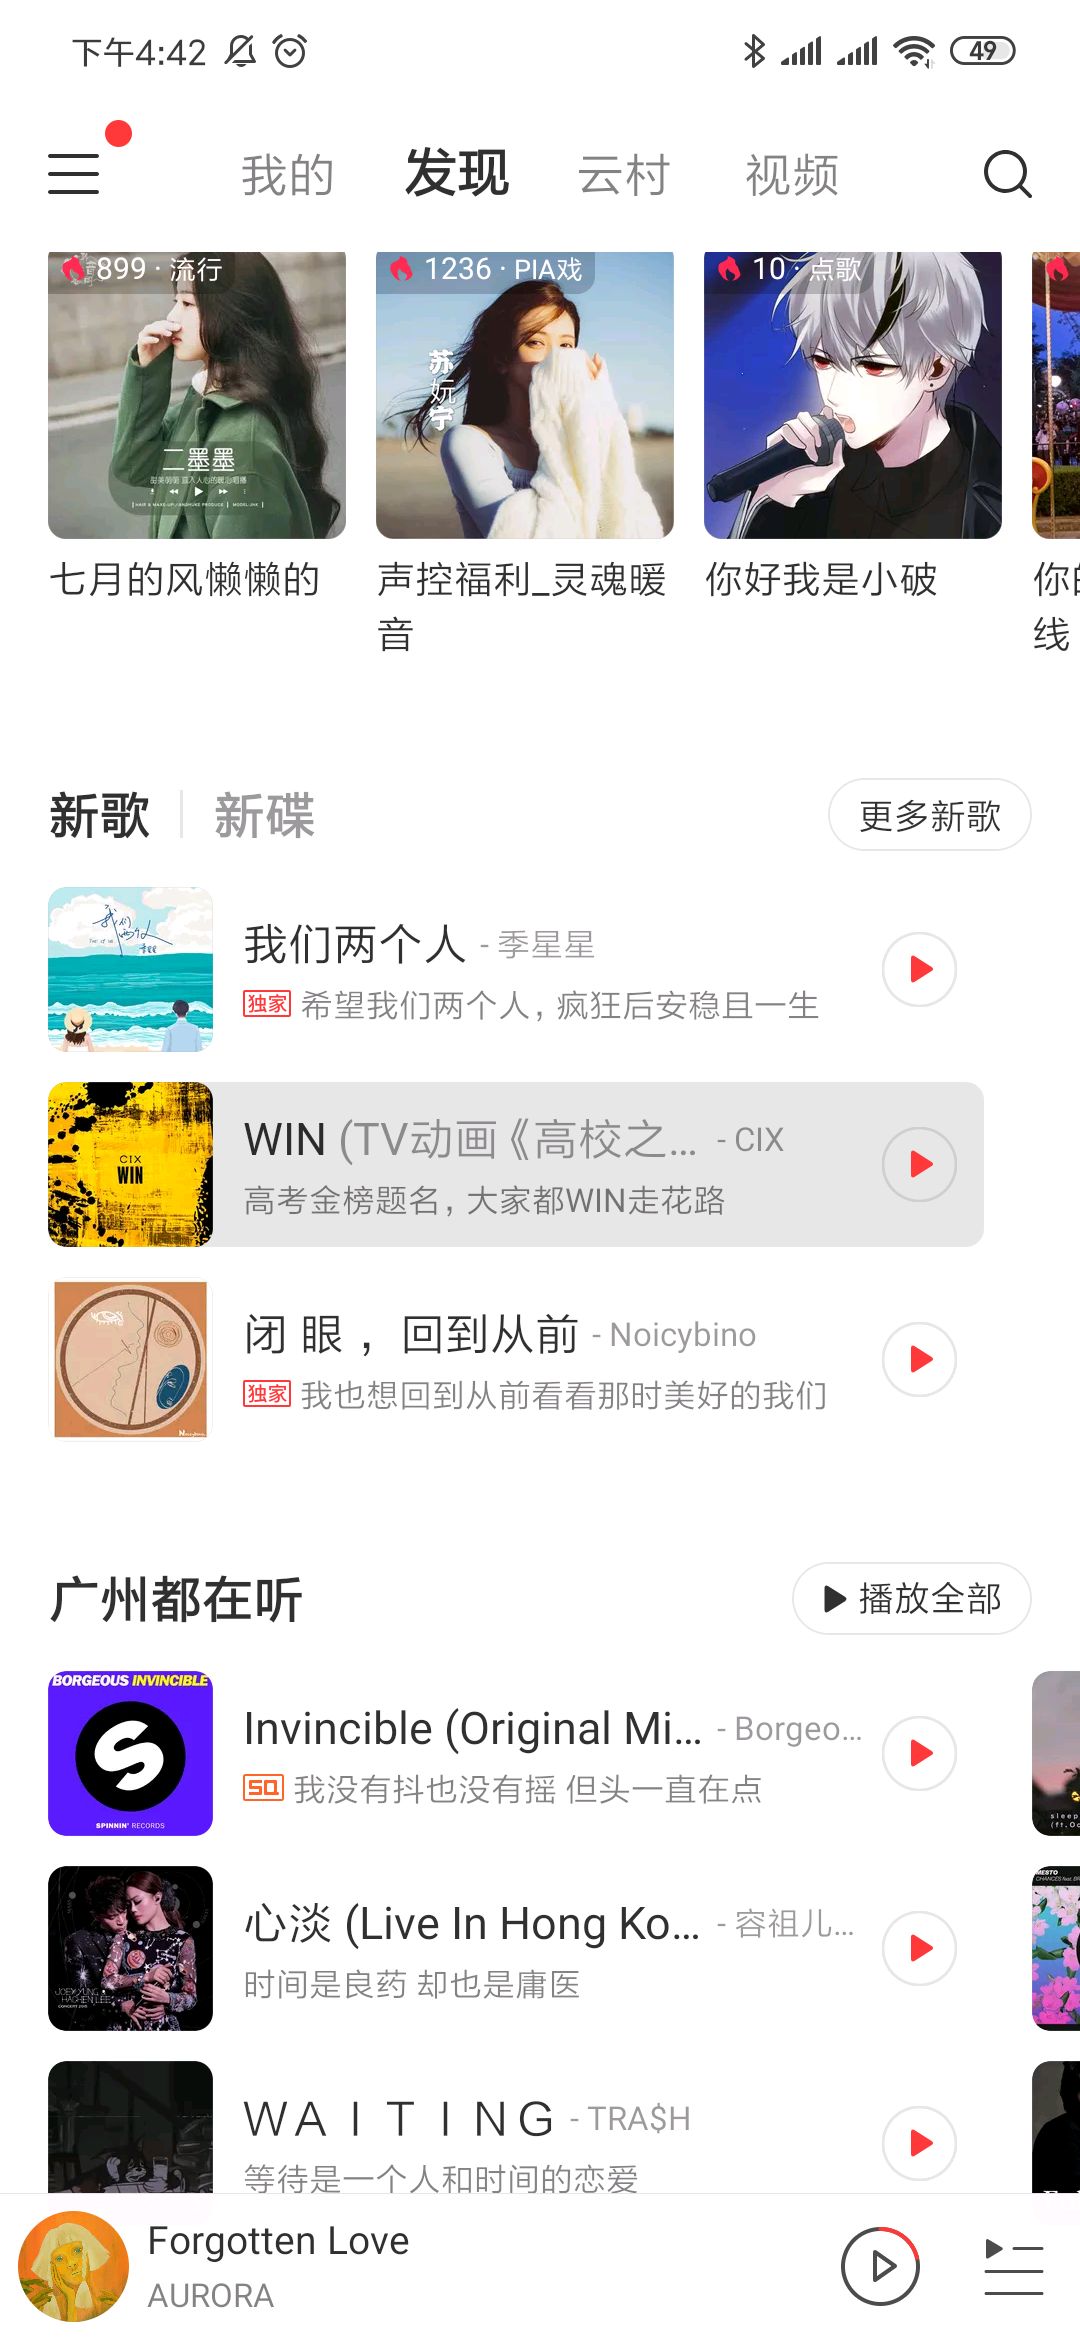 下午4:42
49
我的 发现 云村 视频
899 · 流行
1236 · PIA戏
10 · 点歌
苏妧宁
二墨墨
七月的风懒懒的
声控福利_灵魂暖
音
你好我是小破
你的
线
新歌 新碟 更多新歌
我们两个人 - 季星星
独家 希望我们两个人，疯狂后安稳且一生
CIX
WIN
WIN (TV动画《高校之... - CIX
高考金榜题名，大家都WIN走花路
闭 眼 ，回到从前 - Noicybino
独家 我也想回到从前看看那时美好的我们
广州都在听 播放全部
BORGEOUS INVINCIBLE
SPINNIN' RECORDS
Invincible (Original Mi... - Borgeo...
SQ 我没有抖也没有摇 但头一直在点
心淡 (Live In Hong Ko... - 容祖儿...
时间是良药 却也是庸医
W A I T I N G - TRA$H
等待是一个人和时间的恋爱
Forgotten Love
AURORA